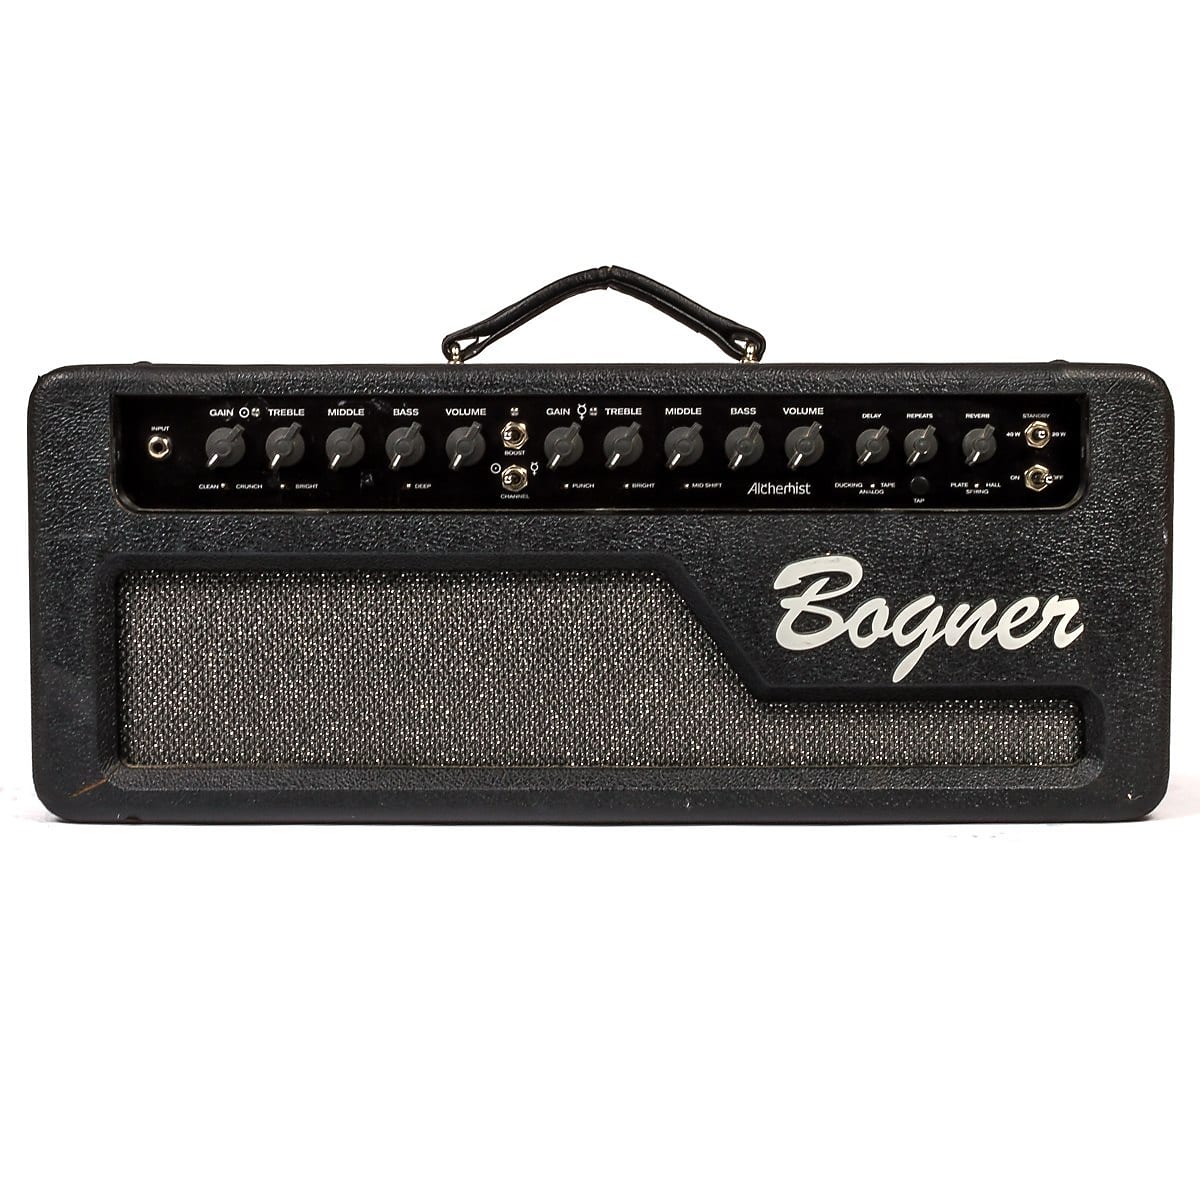 INPUT
GAIN TREBLE MIDDLE BASS VOLUME
CLEAN CRUNCH BRIGHT DEEP
BOOST
CHANNEL
GAIN TREBLE MIDDLE BASS VOLUME
PUNCH BRIGHT MID SHIFT
Alchemist
DELAY REPEATS REVERB
DUCKING TAPE
ANALOG
TAP
PLATE HALL
SPRING
STANDBY
40 W 20 W
ON OFF
Bogner